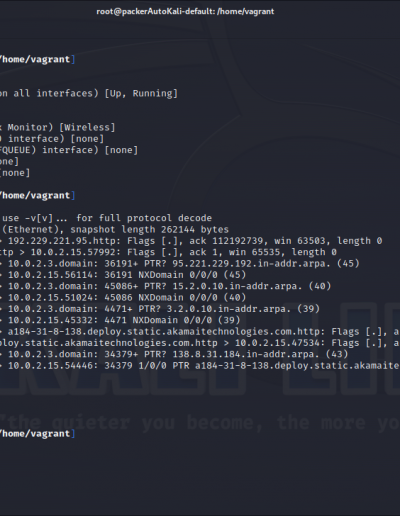 root@packerAutoKali-default: /home/vagrant
/home/vagrant]
on all interfaces) [Up, Running]
x Monitor) [Wireless]
) interface) [none]
FQUEUE) interface) [none]
one]
[none]
/home/vagrant]
use -v[v]... for full protocol decode
(Ethernet), snapshot length 262144 bytes
> 192.229.221.95.http: Flags [.], ack 112192739, win 63503, length 0
ttp > 10.0.2.15.57992: Flags [.], ack 1, win 65535, length 0
> 10.0.2.3.domain: 36191+ PTR? 95.221.229.192.in-addr.arpa. (45)
> 10.0.2.15.56114: 36191 NXDomain 0/0/0 (45)
> 10.0.2.3.domain: 45086+ PTR? 15.2.0.10.in-addr.arpa. (40)
> 10.0.2.15.51024: 45086 NXDomain 0/0/0 (40)
> 10.0.2.3.domain: 4471+ PTR? 3.2.0.10.in-addr.arpa. (39)
> 10.0.2.15.45332: 4471 NXDomain 0/0/0 (39)
> a184-31-8-138.deploy.static.akamaitechnologies.com.http: Flags [.], a
ploy.static.akamaitechnologies.com.http > 10.0.2.15.47534: Flags [.], a
> 10.0.2.3.domain: 34379+ PTR? 138.8.31.184.in-addr.arpa. (43)
> 10.0.2.15.54446: 34379 1/0/0 PTR a184-31-8-138.deploy.static.akamaite
"the quieter you become, the more yo
/home/vagrant]